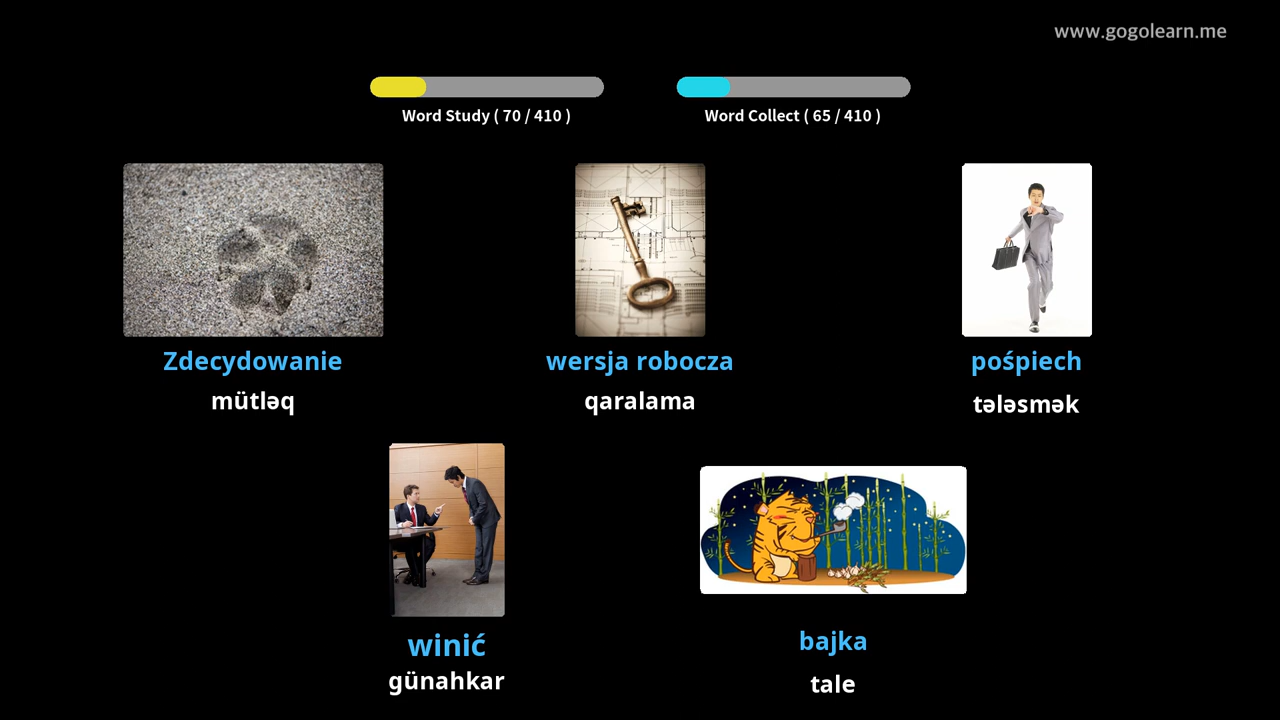 www.gogolearn.me
Word Study ( 70 / 410 )
Word Collect ( 65 / 410 )
Zdecydowanie
mütləq
wersja robocza
qaralama
pośpiech
tələsmək
winić
günahkar
bajka
tale